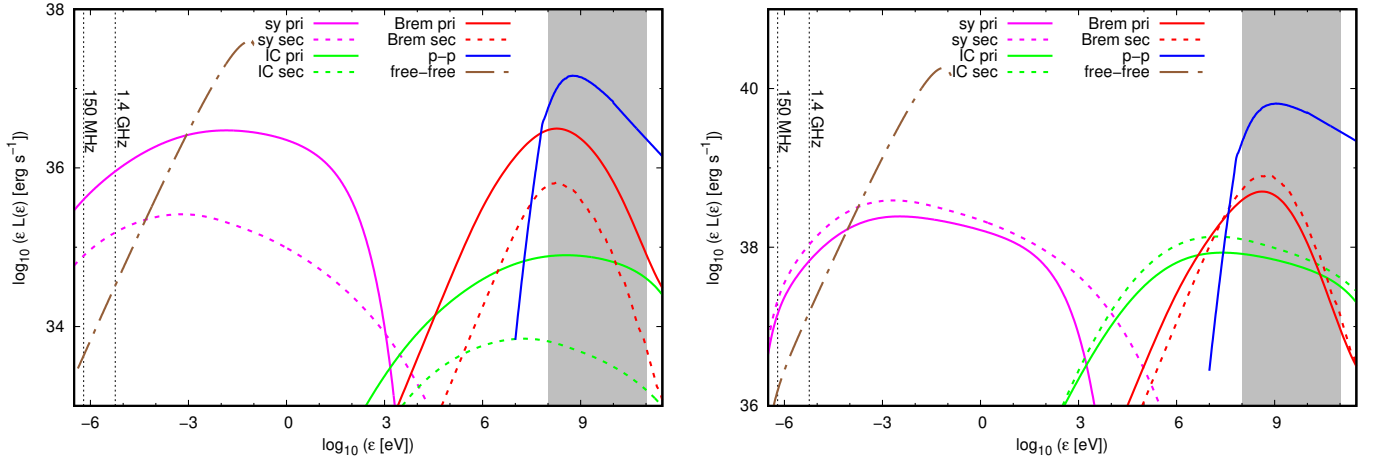 38
36
34
log₁₀ (ε L(ε) [erg s⁻¹])
sy pri
sy sec
IC pri
IC sec
Brem pri
Brem sec
p-p
free-free
150 MHz
1.4 GHz
−6
−3
0
3
6
9
log₁₀ (ε [eV])
40
38
36
log₁₀ (ε L(ε) [erg s⁻¹])
sy pri
sy sec
IC pri
IC sec
Brem pri
Brem sec
p-p
free-free
150 MHz
1.4 GHz
−6
−3
0
3
6
9
log₁₀ (ε [eV])